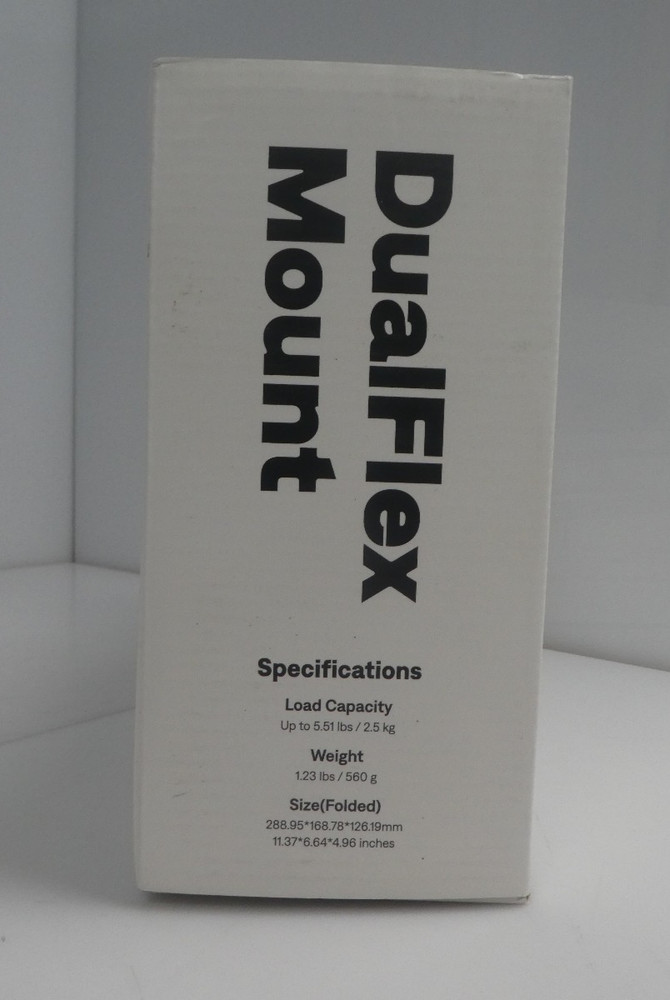 DualFlex
Mount
Specifications
Load Capacity
Up to 5.51 lbs / 2.5 kg
Weight
1.23 lbs / 560 g
Size(Folded)
288.95*168.78*126.19mm
11.37*6.64*4.96 inches